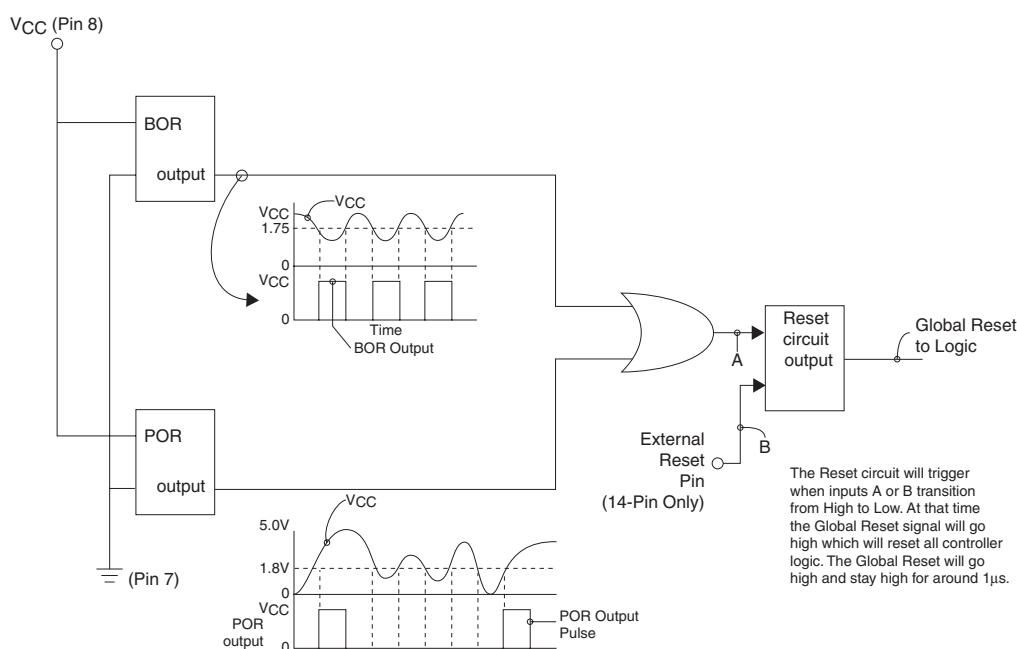 VCC (Pin 8)
BOR
output
VCC
VCC
1.75
0
VCC
0
Time
BOR Output
A
Reset
circuit
output
Global Reset
to Logic
POR
output
External
Reset
Pin
(14-Pin Only)
B
The Reset circuit will trigger
when inputs A or B transition
from High to Low. At that time
the Global Reset signal will go
high which will reset all controller
logic. The Global Reset will go
high and stay high for around 1μs.
(Pin 7)
VCC
5.0V
1.8V
0
VCC
POR
output
0
POR Output
Pulse